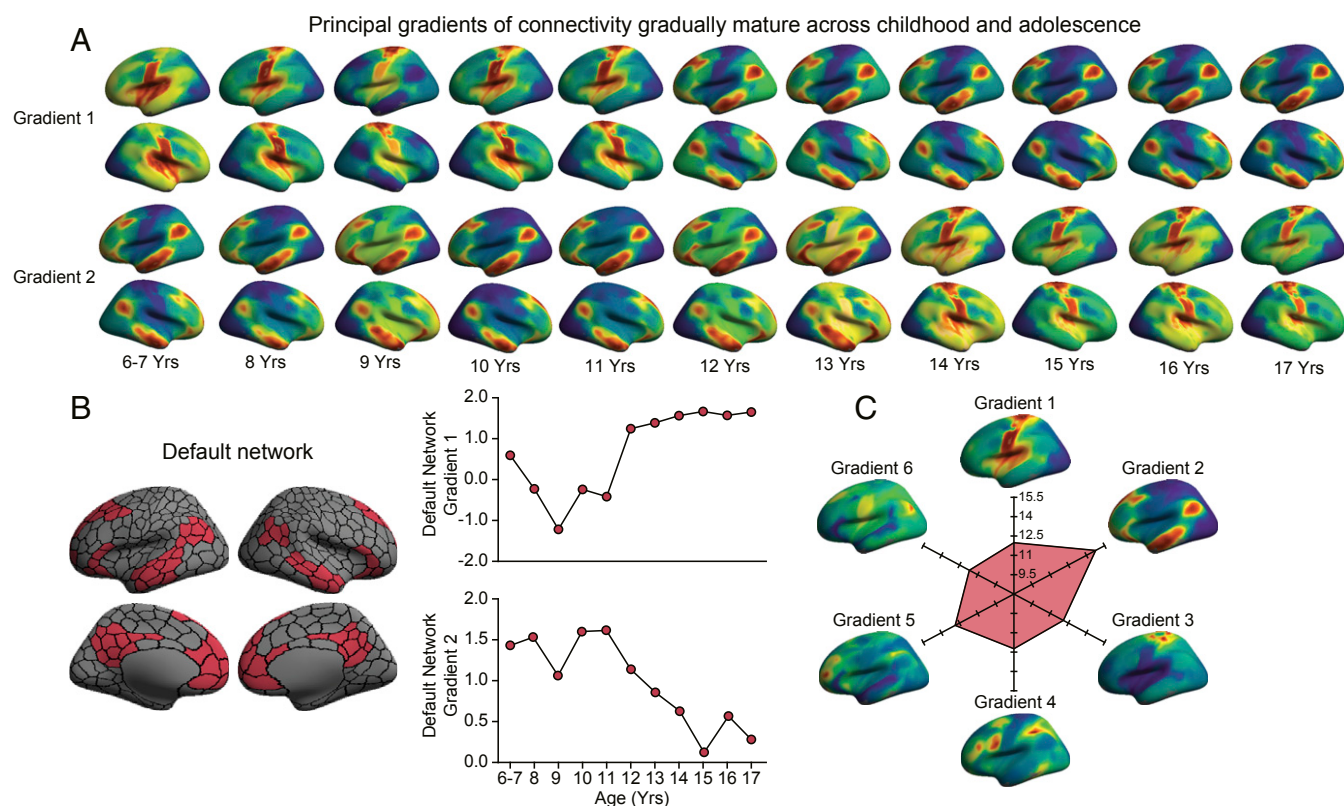 Principal gradients of connectivity gradually mature across childhood and adolescence
A
Gradient 1
Gradient 2
6-7 Yrs
8 Yrs
9 Yrs
10 Yrs
11 Yrs
12 Yrs
13 Yrs
14 Yrs
15 Yrs
16 Yrs
17 Yrs
B
Default network
Default Network
Gradient 1
2.0
1.0
0.0
-1.0
-2.0
Default Network
Gradient 2
2.0
1.5
1.0
0.5
0.0
6-7 8 9 10 11 12 13 14 15 16 17
Age (Yrs)
C
Gradient 1
Gradient 6
Gradient 2
15.5
14
12.5
11
9.5
Gradient 5
Gradient 3
Gradient 4